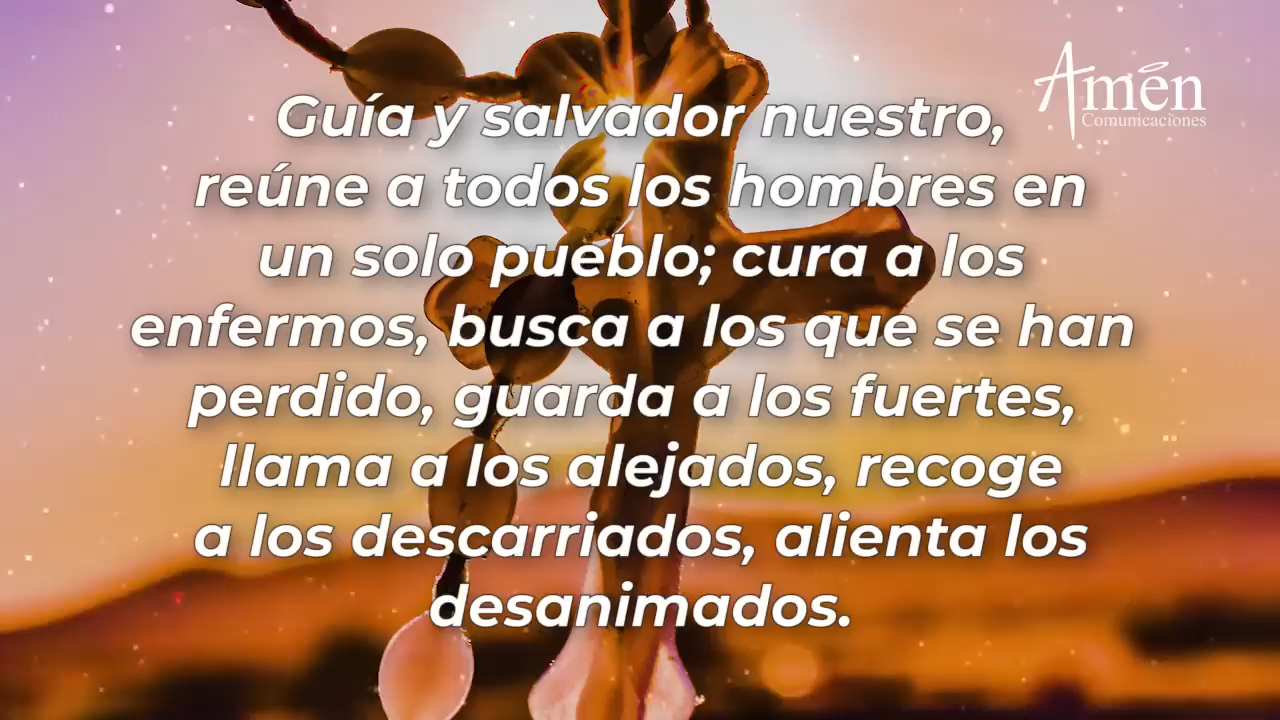 Amén
Comunicaciones
Guía y salvador nuestro,
reúne a todos los hombres en
un solo pueblo; cura a los
enfermos, busca a los que se han
perdido, guarda a los fuertes,
llama a los alejados, recoge
a los descarriados, alienta los
desanimados.